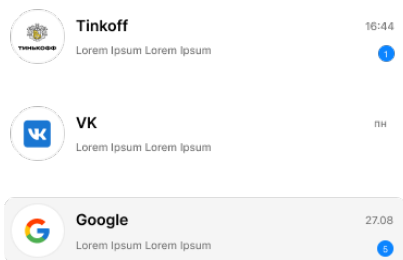 Tinkoff 16:44
ТИНЬКОФФ
Lorem Ipsum Lorem Ipsum 1
VK пн
Lorem Ipsum Lorem Ipsum
Google 27.08
Lorem Ipsum Lorem Ipsum 5